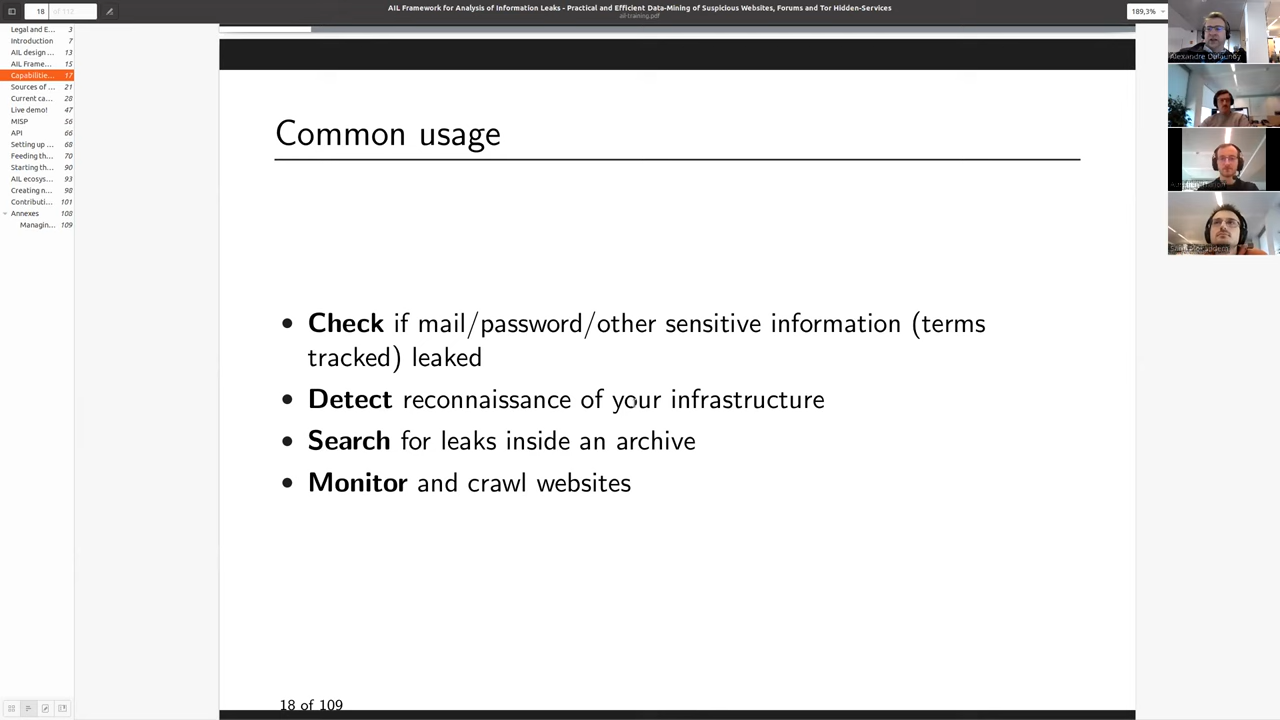 18 of 112
AIL Framework for Analysis of Information Leaks - Practical and Efficient Data-Mining of Suspicious Websites, Forums and Tor Hidden-Services
ail-training.pdf
189,3%
Legal and E... 3
Introduction 7
AIL design ... 13
AIL Frame... 15
Capabilitie... 17
Sources of ... 21
Current ca... 28
Live demo! 47
MISP 56
API 66
Setting up ... 68
Feeding th... 70
Starting th... 90
AIL ecosys... 93
Creating n... 98
Contributi... 101
Annexes 108
Managin... 109
Common usage
• Check if mail/password/other sensitive information (terms
tracked) leaked
• Detect reconnaissance of your infrastructure
• Search for leaks inside an archive
• Monitor and crawl websites
18 of 109
Alexandre Dulaunoy